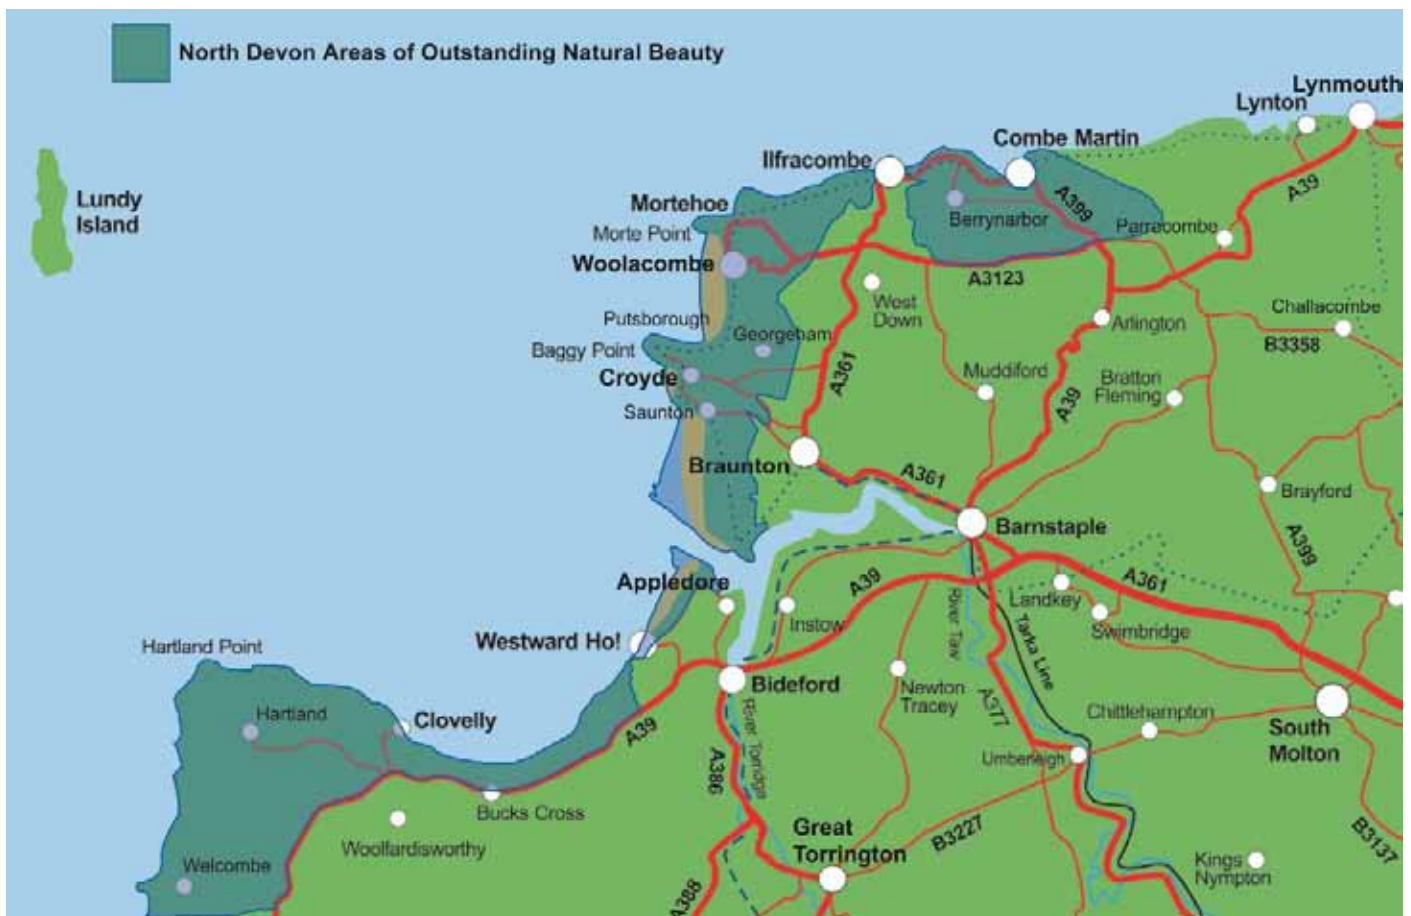 North Devon Areas of Outstanding Natural Beauty
Lynmouth
Lynton
Combe Martin
Ilfracombe
Lundy
Island
Mortehoe
A399
A39
Berrynarbor
Parracombe
Morte Point
Woolacombe
A3123
West
Down
Challacombe
Putsborough
Arlington
Georgeham
B3358
Baggy Point
Croyde
A361
Muddiford
Bratton
Fleming
A39
Saunton
Braunton
A361
Brayford
Barnstaple
A399
Appledore
A39
A361
Landkey
Instow
River Taw
Tarka Line
Swimbridge
Westward Ho!
Hartland Point
Bideford
Newton
Tracey
A377
Hartland
Clovelly
A39
River Torridge
Chittlehampton
South
Molton
Umberleigh
A386
Bucks Cross
Great
Torrington
B3227
Woolfardisworthy
B3137
Welcombe
Kings
Nympton
A388